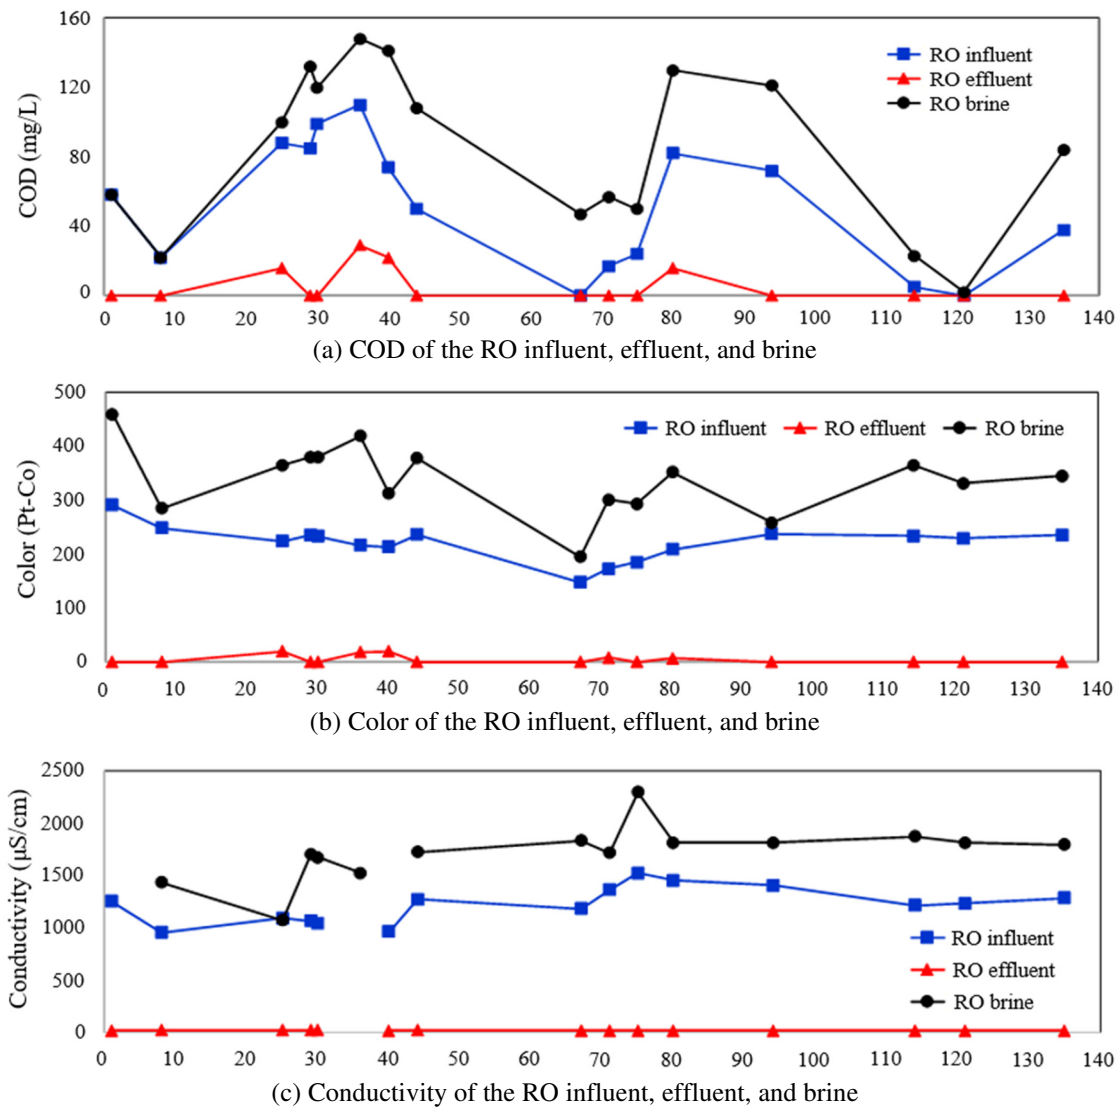 160
120
80
40
0
COD (mg/L)
RO influent
RO effluent
RO brine
0 10 20 30 40 50 60 70 80 90 100 110 120 130 140
(a) COD of the RO influent, effluent, and brine
500
400
300
200
100
0
Color (Pt-Co)
RO influent RO effluent RO brine
0 10 20 30 40 50 60 70 80 90 100 110 120 130 140
(b) Color of the RO influent, effluent, and brine
2500
2000
1500
1000
500
0
Conductivity (µS/cm)
RO influent
RO effluent
RO brine
0 10 20 30 40 50 60 70 80 90 100 110 120 130 140
(c) Conductivity of the RO influent, effluent, and brine